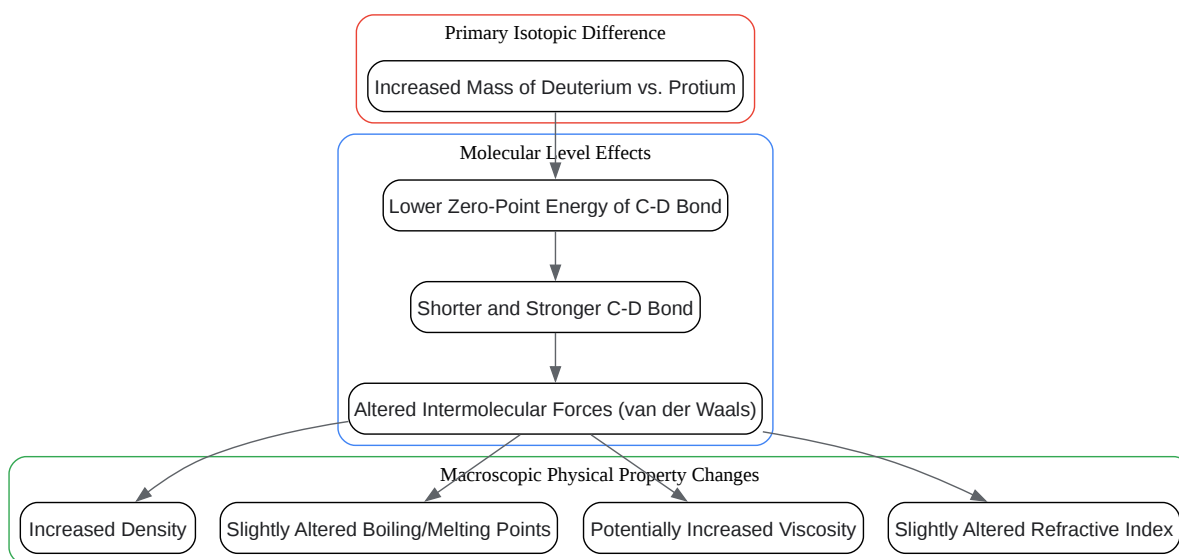 Primary Isotopic Difference
Increased Mass of Deuterium vs. Protium
Molecular Level Effects
Lower Zero-Point Energy of C-D Bond
Shorter and Stronger C-D Bond
Altered Intermolecular Forces (van der Waals)
Macroscopic Physical Property Changes
Increased Density
Slightly Altered Boiling/Melting Points
Potentially Increased Viscosity
Slightly Altered Refractive Index